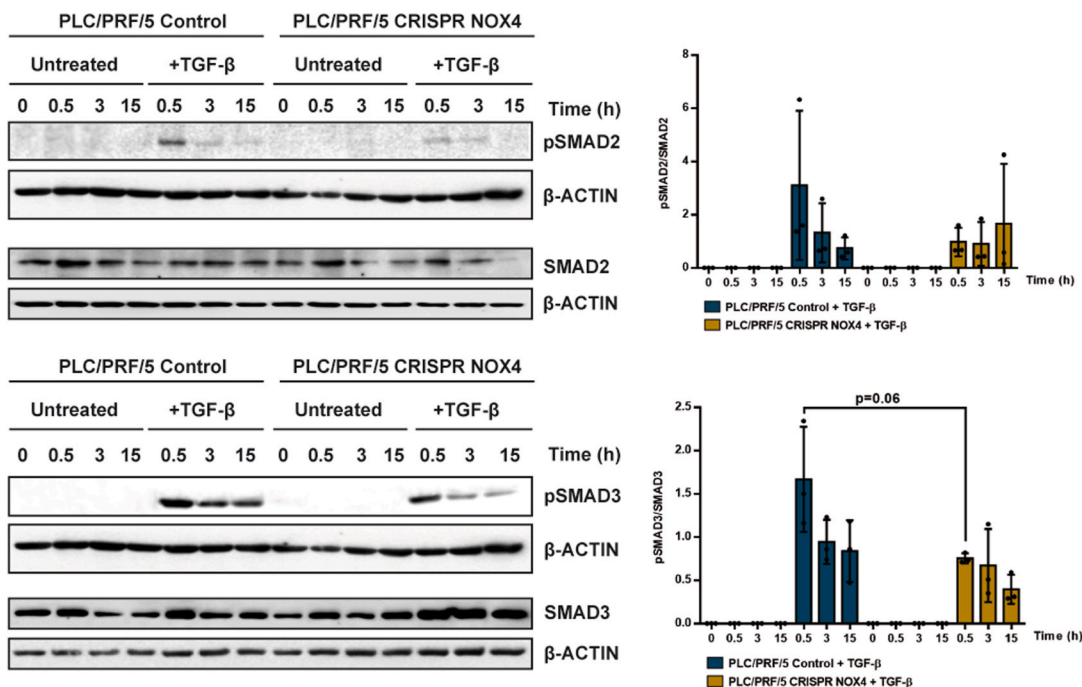 PLC/PRF/5 Control PLC/PRF/5 CRISPR NOX4
Untreated +TGF-β Untreated +TGF-β
0 0.5 3 15 0.5 3 15 0 0.5 3 15 0.5 3 15 Time (h)
pSMAD2
β-ACTIN
SMAD2
β-ACTIN
pSMAD2/SMAD2
8
6
4
2
0
0 0.5 3 15 0.5 3 15 0 0.5 3 15 0.5 3 15 Time (h)
PLC/PRF/5 Control + TGF-β
PLC/PRF/5 CRISPR NOX4 + TGF-β
PLC/PRF/5 Control PLC/PRF/5 CRISPR NOX4
Untreated +TGF-β Untreated +TGF-β
0 0.5 3 15 0.5 3 15 0 0.5 3 15 0.5 3 15 Time (h)
pSMAD3
β-ACTIN
SMAD3
β-ACTIN
pSMAD3/SMAD3
2.5
2.0
1.5
1.0
0.5
0.0
p=0.06
0 0.5 3 15 0.5 3 15 0 0.5 3 15 0.5 3 15 Time (h)
PLC/PRF/5 Control + TGF-β
PLC/PRF/5 CRISPR NOX4 + TGF-β